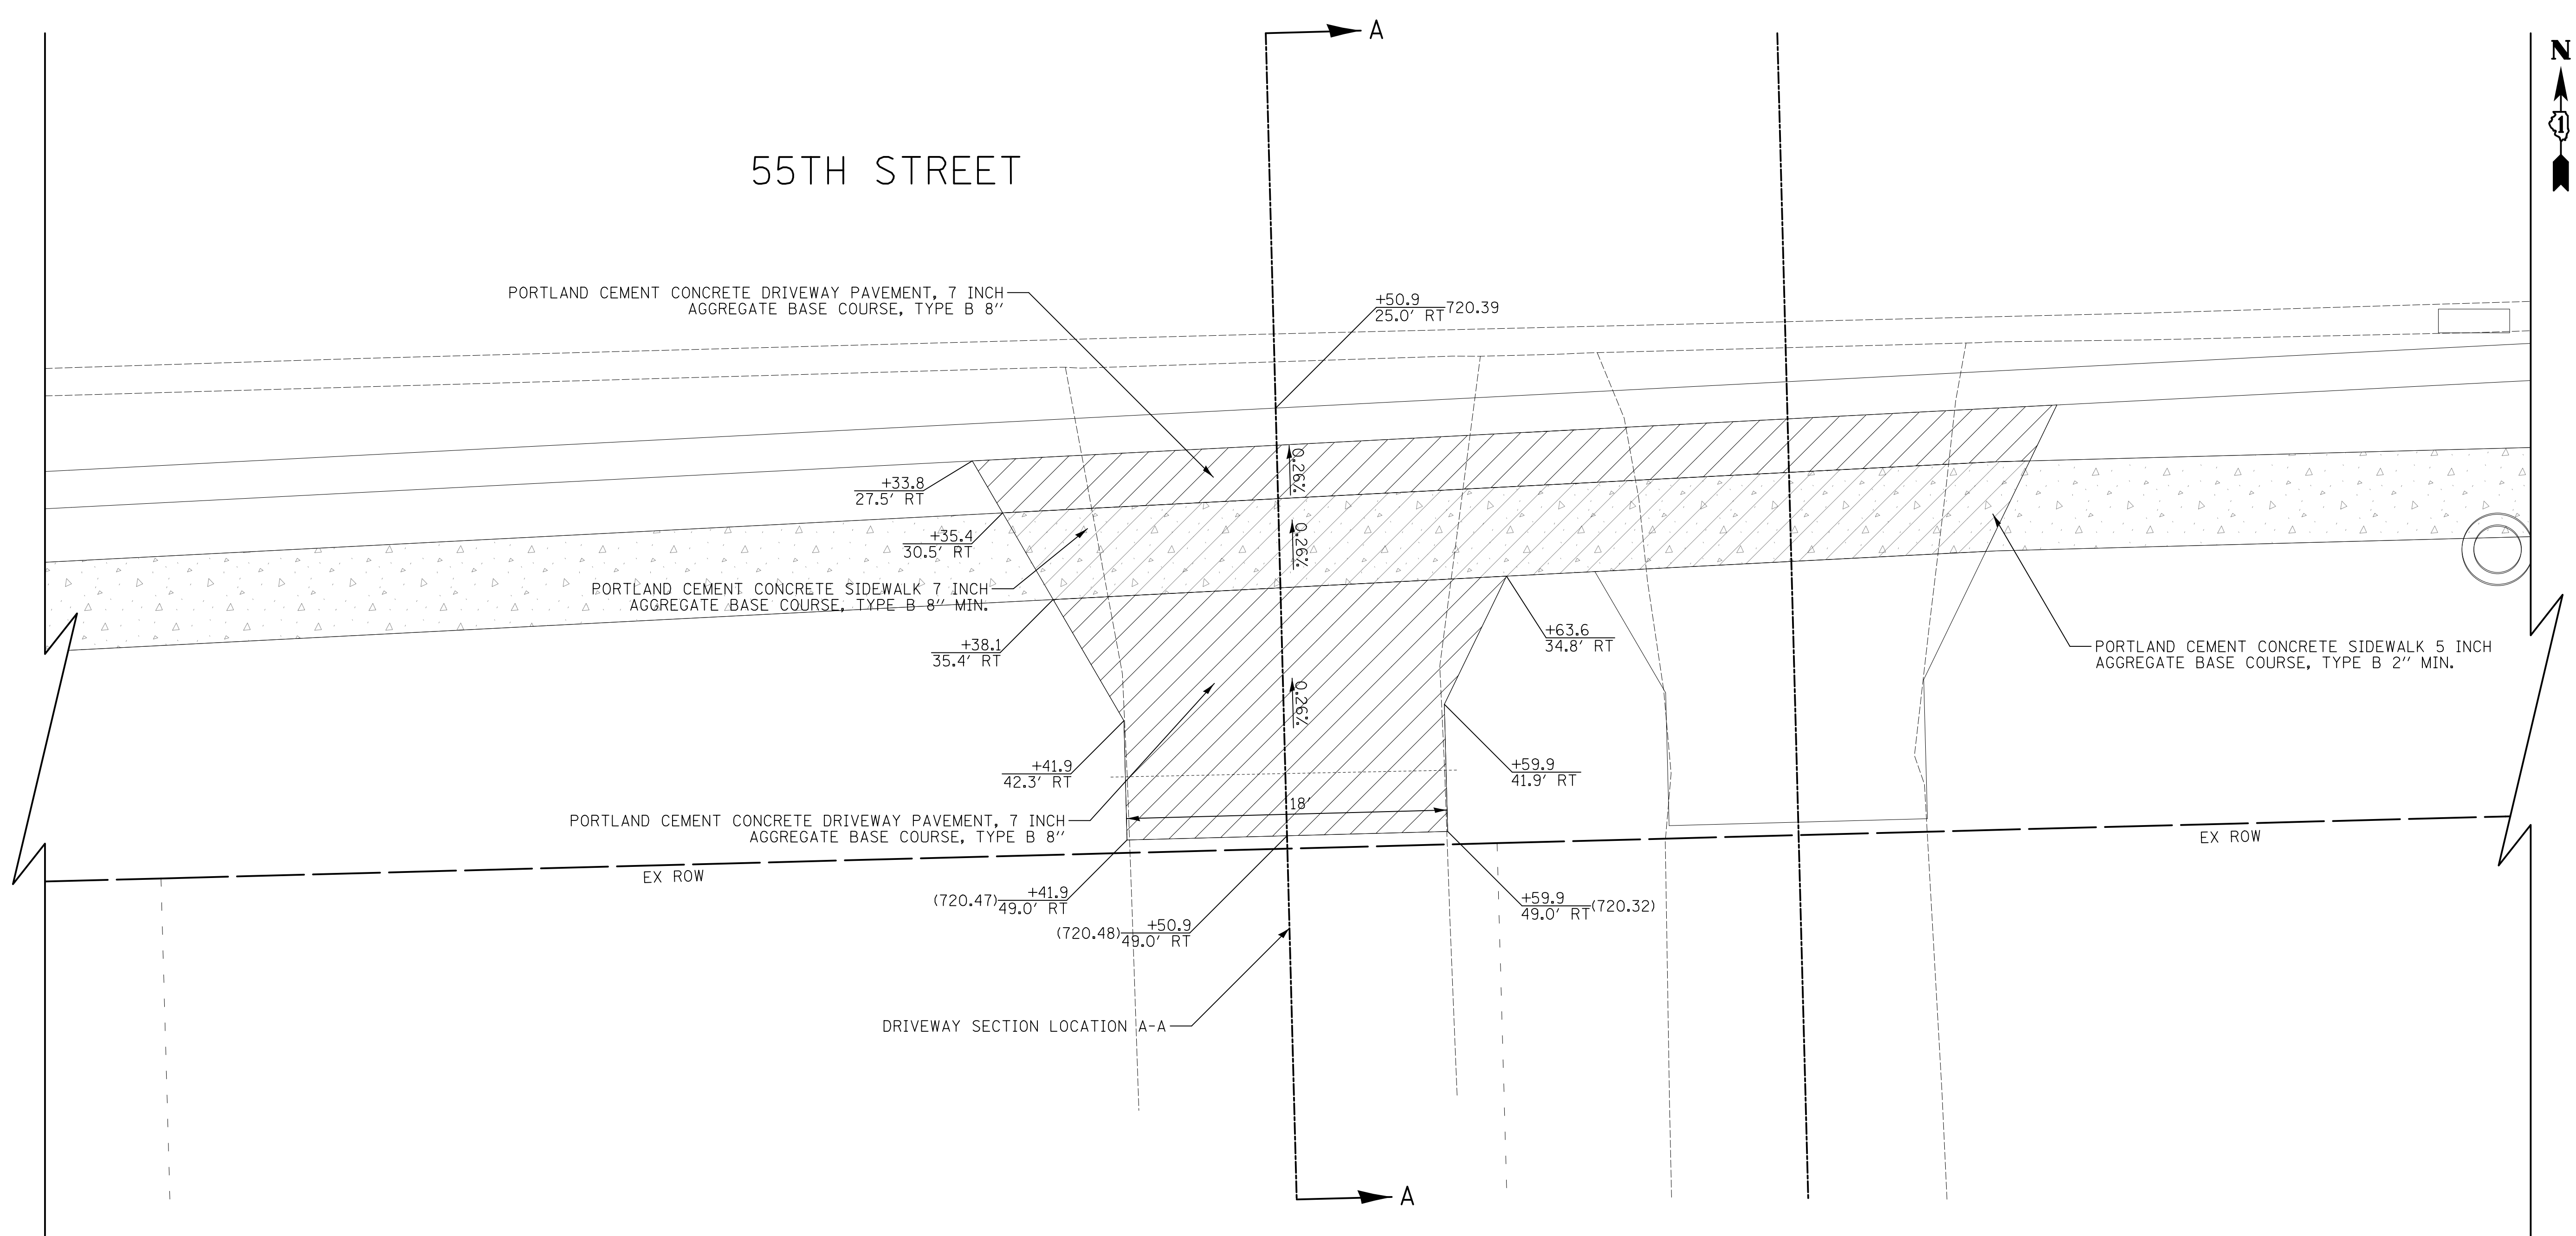 A
N
1
55TH STREET
PORTLAND CEMENT CONCRETE DRIVEWAY PAVEMENT, 7 INCH
AGGREGATE BASE COURSE, TYPE B 8"
+50.9
25.0' RT
720.39
0.26%
+33.8
27.5' RT
+35.4
30.5' RT
0.26%
PORTLAND CEMENT CONCRETE SIDEWALK 7 INCH
AGGREGATE BASE COURSE, TYPE B 8" MIN.
+38.1
35.4' RT
+63.6
34.8' RT
PORTLAND CEMENT CONCRETE SIDEWALK 5 INCH
AGGREGATE BASE COURSE, TYPE B 2" MIN.
0.26%
+41.9
42.3' RT
+59.9
41.9' RT
18'
PORTLAND CEMENT CONCRETE DRIVEWAY PAVEMENT, 7 INCH
AGGREGATE BASE COURSE, TYPE B 8"
EX ROW
EX ROW
(720.47)
+41.9
49.0' RT
+59.9
49.0' RT
(720.32)
(720.48)
+50.9
49.0' RT
DRIVEWAY SECTION LOCATION A-A
A